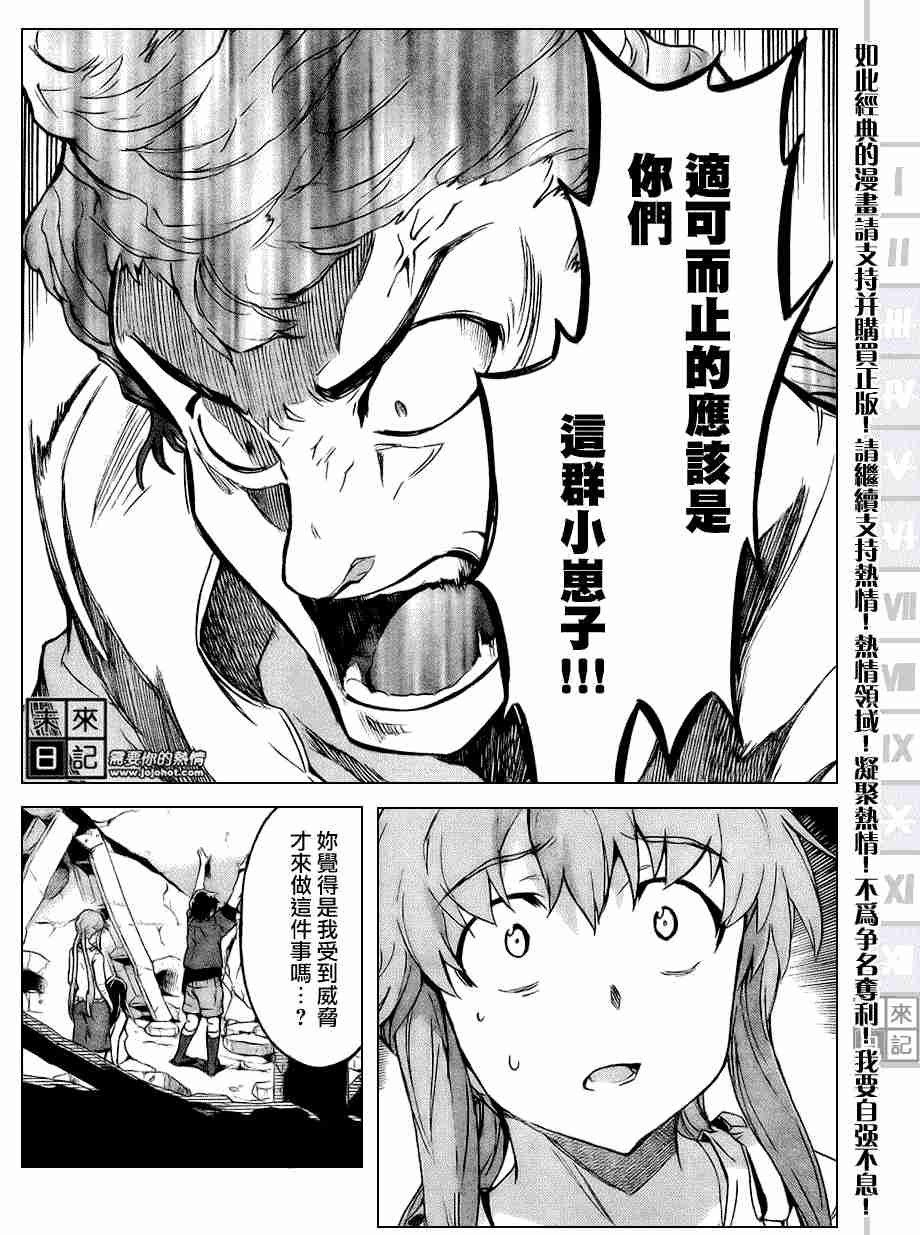 適可而止的應該是
你們
這群小崽子!!!
未來
日記
需要你的熱情
www.jojohot.com
妳覺得是我受到威脅
才來做這件事嗎…?
如此經典的漫畫請支持并購買正版！請繼續支持熱情！熱情領域！凝聚熱情！不爲争名奪利！我要自强不息！
I
II
III
IV
V
VI
VII
VIII
IX
X
XI
來
記